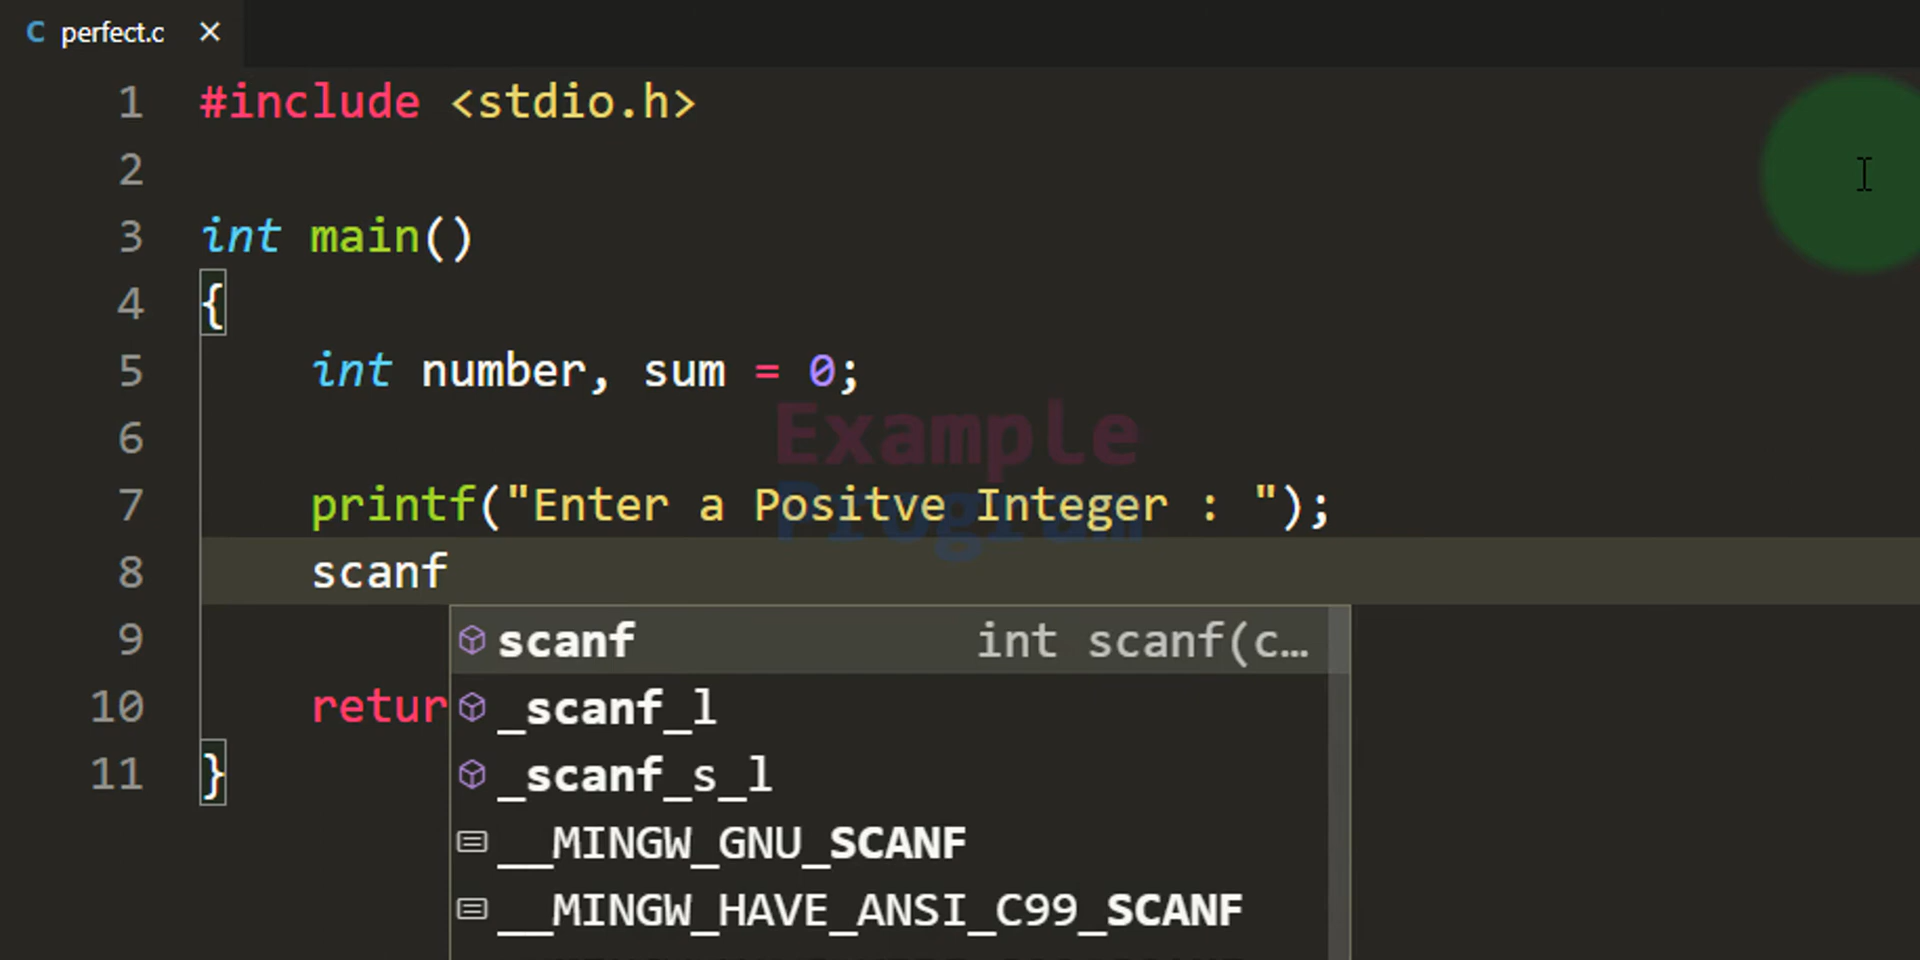 C perfect.c ×
1 #include <stdio.h>
2
3 int main()
4 {
5 int number, sum = 0;
6
Example
7 printf("Enter a Positve Integer : ");
Program
8 scanf
9 scanf int scanf(c…
10 retur _scanf_l
11 } _scanf_s_l
__MINGW_GNU_SCANF
__MINGW_HAVE_ANSI_C99_SCANF